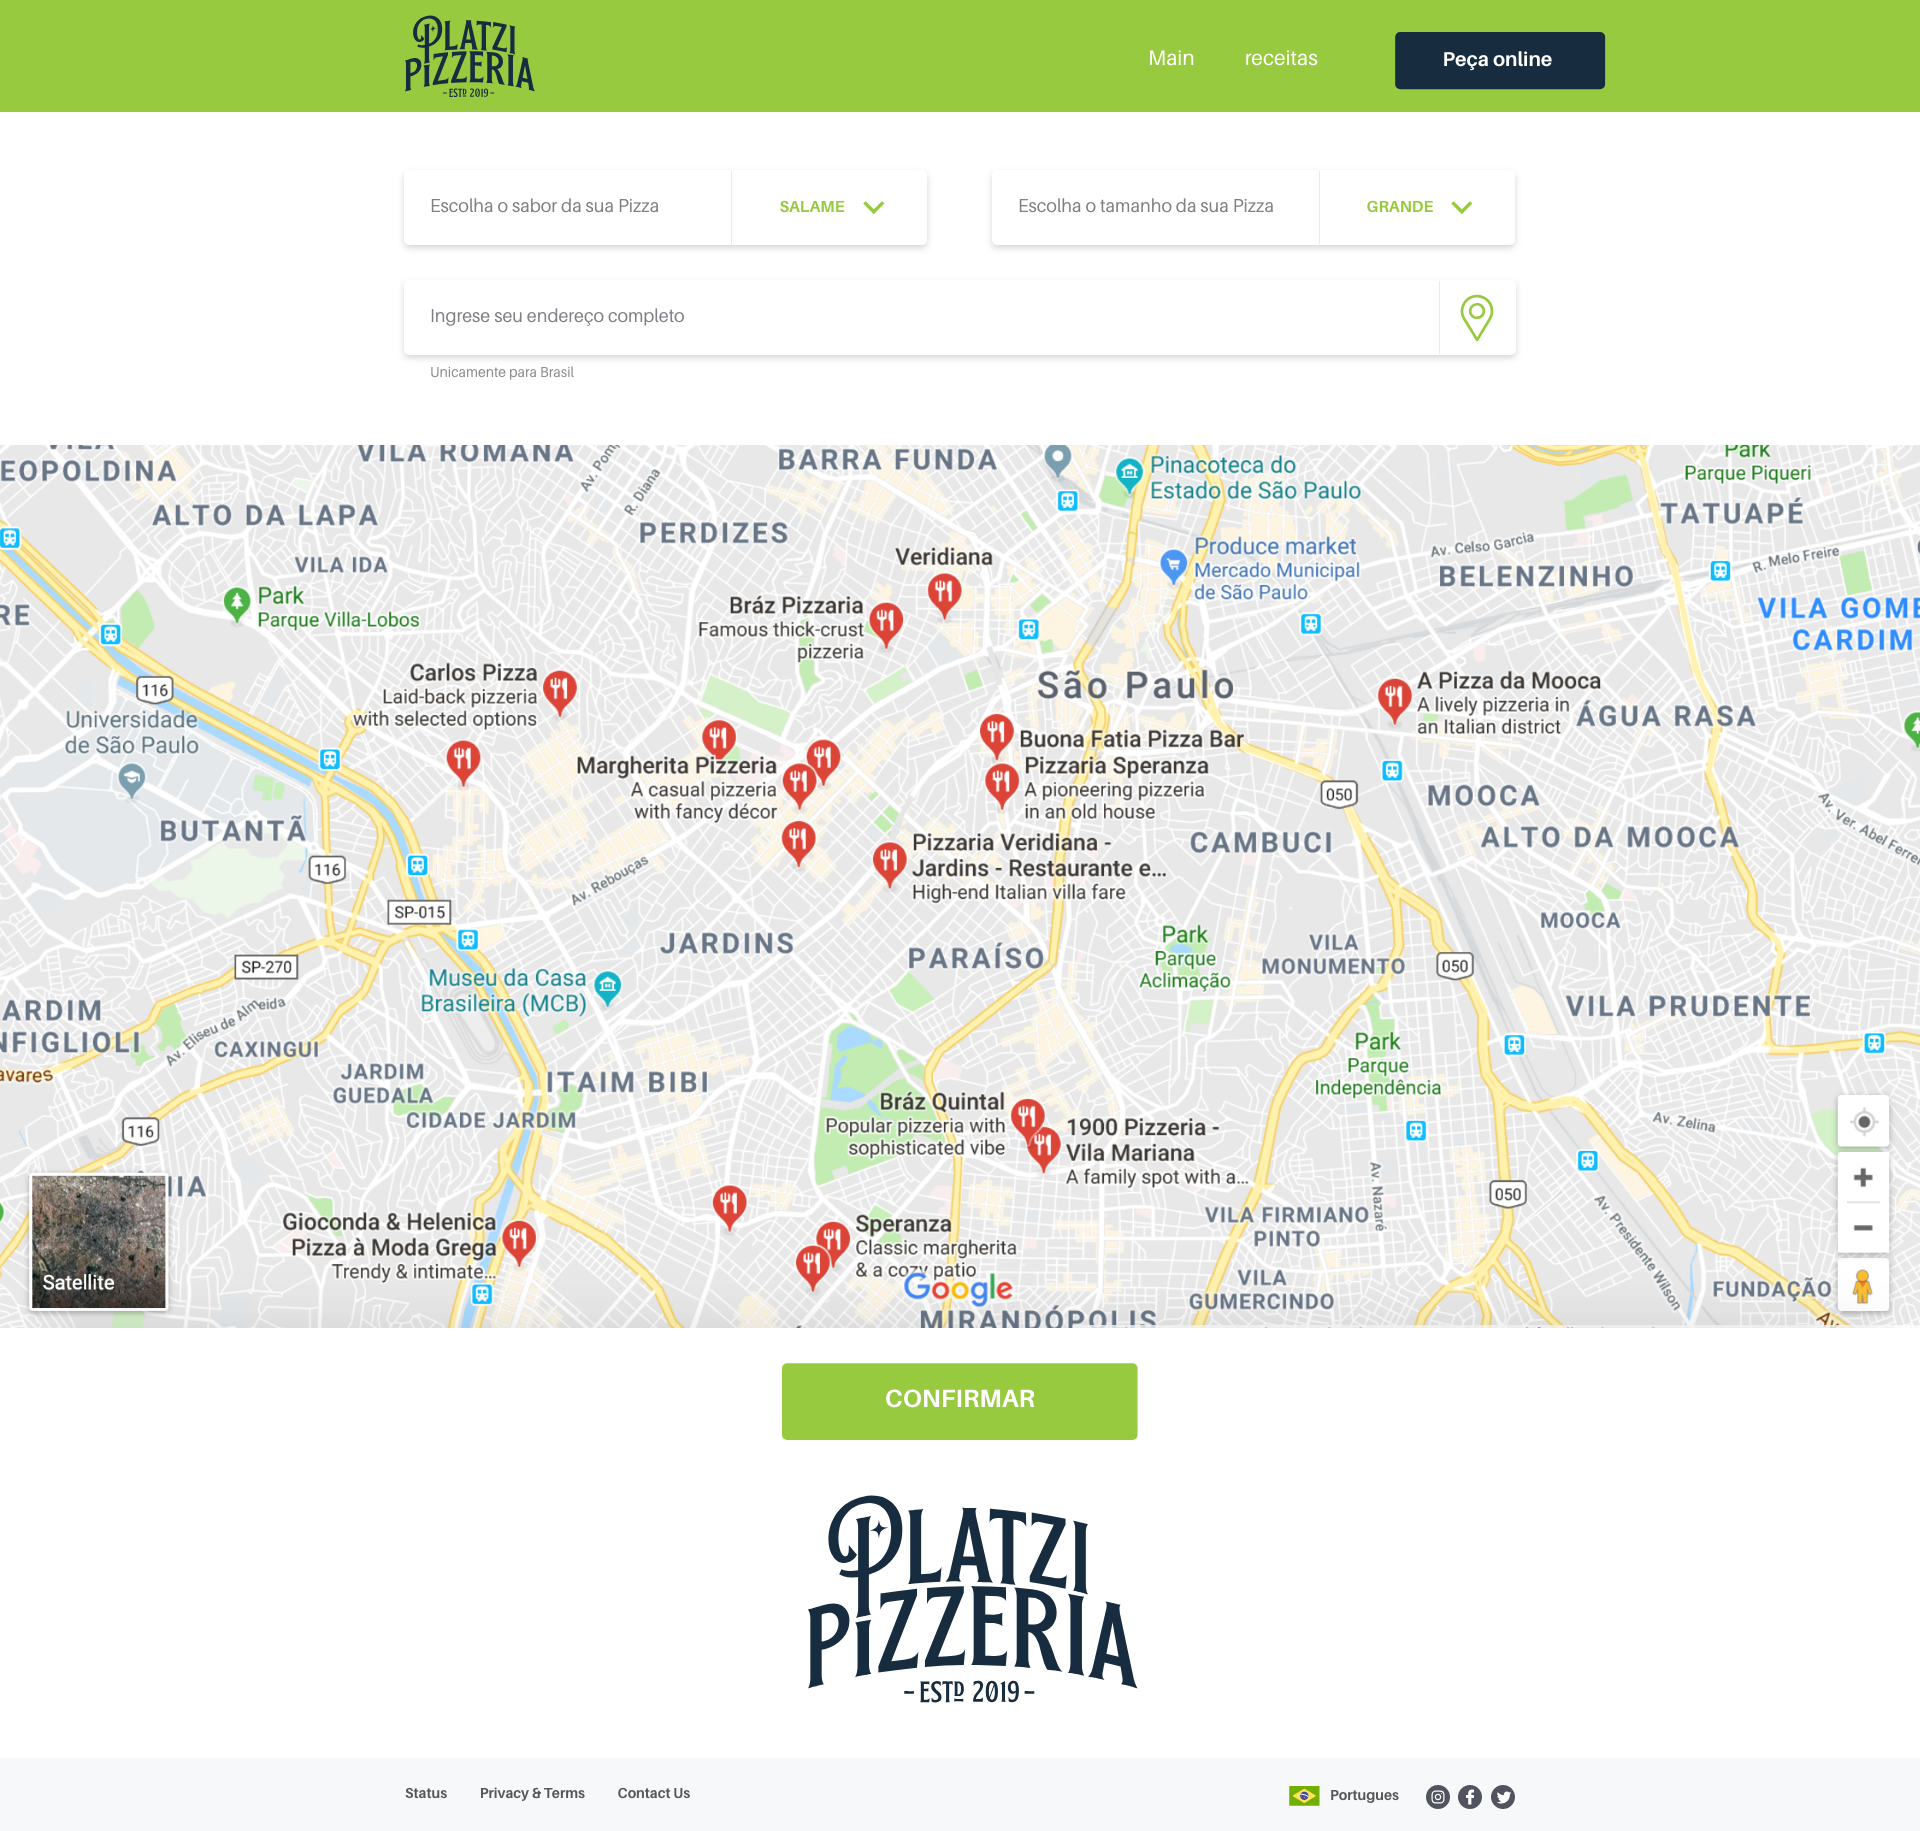 PLATZI
PIZZERIA
- ESTD 2019 -
Main
receitas
Peça online
Escolha o sabor da sua Pizza
SALAME
Escolha o tamanho da sua Pizza
GRANDE
Ingrese seu endereço completo
Unicamente para Brasil
EOPOLDINA
VILA ROMANA
Av. Pom
R. Diana
BARRA FUNDA
Pinacoteca do
Estado de São Paulo
Park
Parque Piqueri
ALTO DA LAPA
PERDIZES
TATUAPÉ
VILA IDA
Veridiana
Produce market
Mercado Municipal
de São Paulo
Av. Celso Garcia
R. Melo Freire
BELENZINHO
Park
Parque Villa-Lobos
RE
Bráz Pizzaria
Famous thick-crust
pizzeria
VILA GOME
CARDIM
Carlos Pizza
Laid-back pizzeria
with selected options
São Paulo
A Pizza da Mooca
A lively pizzeria in
an Italian district
ÁGUA RASA
116
Universidade
de São Paulo
Buona Fatia Pizza Bar
Margherita Pizzeria
A casual pizzeria
with fancy décor
Pizzaria Speranza
A pioneering pizzeria
in an old house
050
MOOCA
Av. Ver. Abel Ferre
BUTANTÃ
CAMBUCI
ALTO DA MOOCA
Pizzaria Veridiana -
Jardins - Restaurante e...
High-end Italian villa fare
116
Av. Rebouças
SP-015
MOOCA
JARDINS
PARAÍSO
Park
Parque
Aclimação
VILA
MONUMENTO
050
SP-270
Museu da Casa
Brasileira (MCB)
ARDIM
NFIGLIOLI
Av. Eliseu de Almeida
VILA PRUDENTE
CAXINGUI
avares
JARDIM
GUEDALA
ITAIM BIBI
Park
Parque
Independência
CIDADE JARDIM
116
Bráz Quintal
Popular pizzeria with
sophisticated vibe
1900 Pizzeria -
Vila Mariana
A family spot with a...
Av. Zelina
Av. Nazaré
IIA
050
Gioconda & Helenica
Pizza à Moda Grega
Trendy & intimate...
Speranza
Classic margherita
& a cozy patio
VILA FIRMIANO
PINTO
Av. Presidente Wilson
VILA
GUMERCINDO
FUNDAÇÃO
Satellite
Google
MIRANDÓPOLIS
Av.
CONFIRMAR
PLATZI
PIZZERIA
- ESTD 2019 -
Status
Privacy & Terms
Contact Us
Portugues